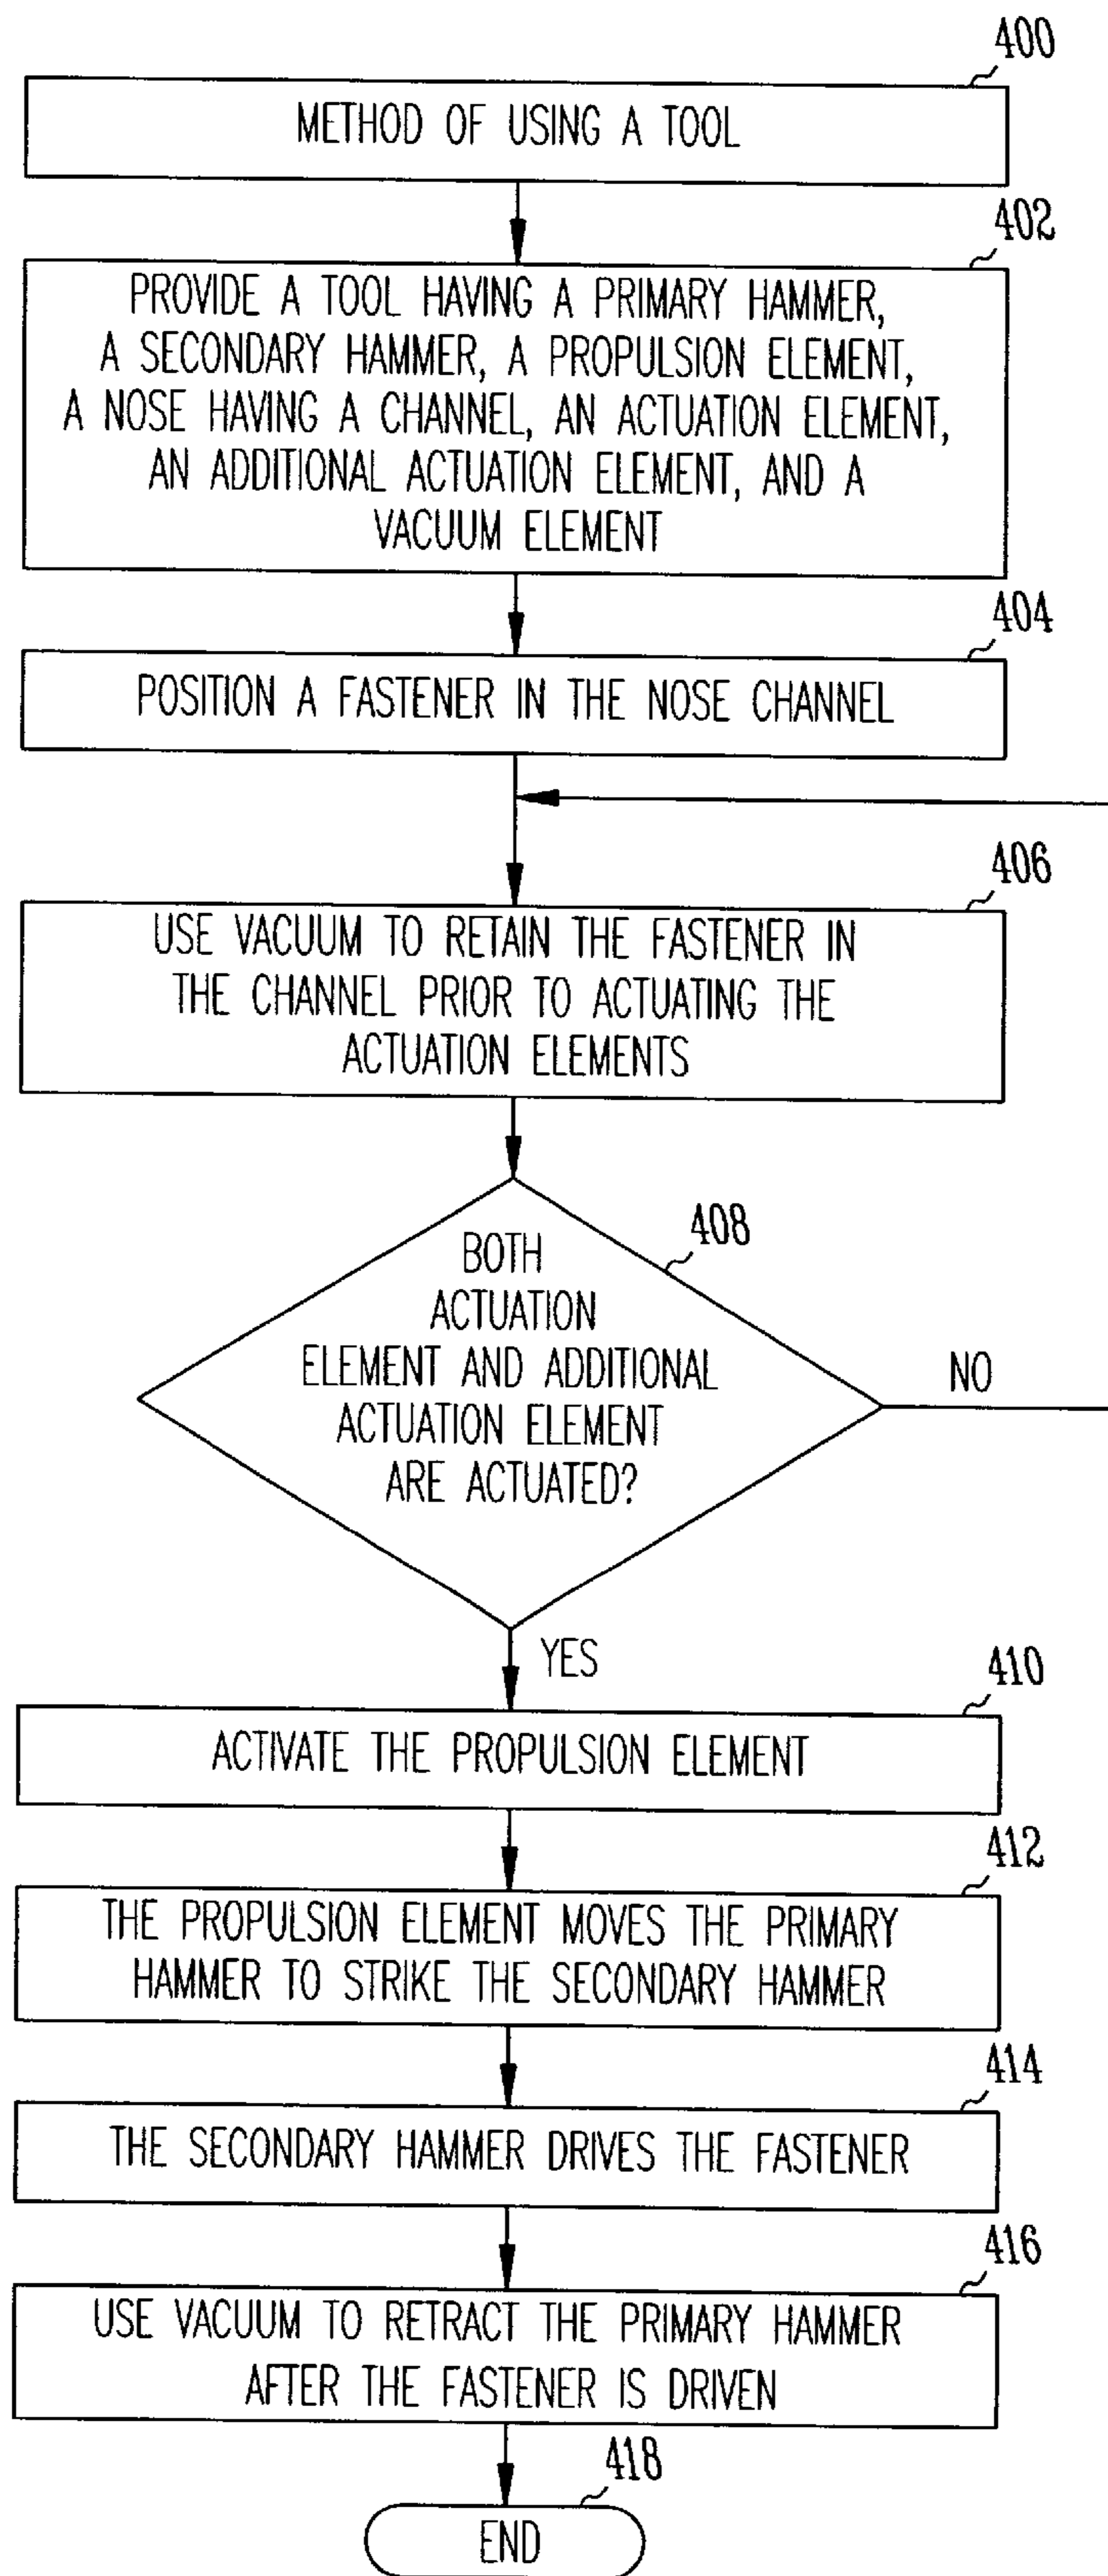 400
METHOD OF USING A TOOL
402
PROVIDE A TOOL HAVING A PRIMARY HAMMER,
A SECONDARY HAMMER, A PROPULSION ELEMENT,
A NOSE HAVING A CHANNEL, AN ACTUATION ELEMENT,
AN ADDITIONAL ACTUATION ELEMENT, AND A
VACUUM ELEMENT
404
POSITION A FASTENER IN THE NOSE CHANNEL
406
USE VACUUM TO RETAIN THE FASTENER IN
THE CHANNEL PRIOR TO ACTUATING THE
ACTUATION ELEMENTS
408
BOTH
ACTUATION
ELEMENT AND ADDITIONAL
ACTUATION ELEMENT
ARE ACTUATED?
NO
YES
410
ACTIVATE THE PROPULSION ELEMENT
412
THE PROPULSION ELEMENT MOVES THE PRIMARY
HAMMER TO STRIKE THE SECONDARY HAMMER
414
THE SECONDARY HAMMER DRIVES THE FASTENER
416
USE VACUUM TO RETRACT THE PRIMARY HAMMER
AFTER THE FASTENER IS DRIVEN
418
END